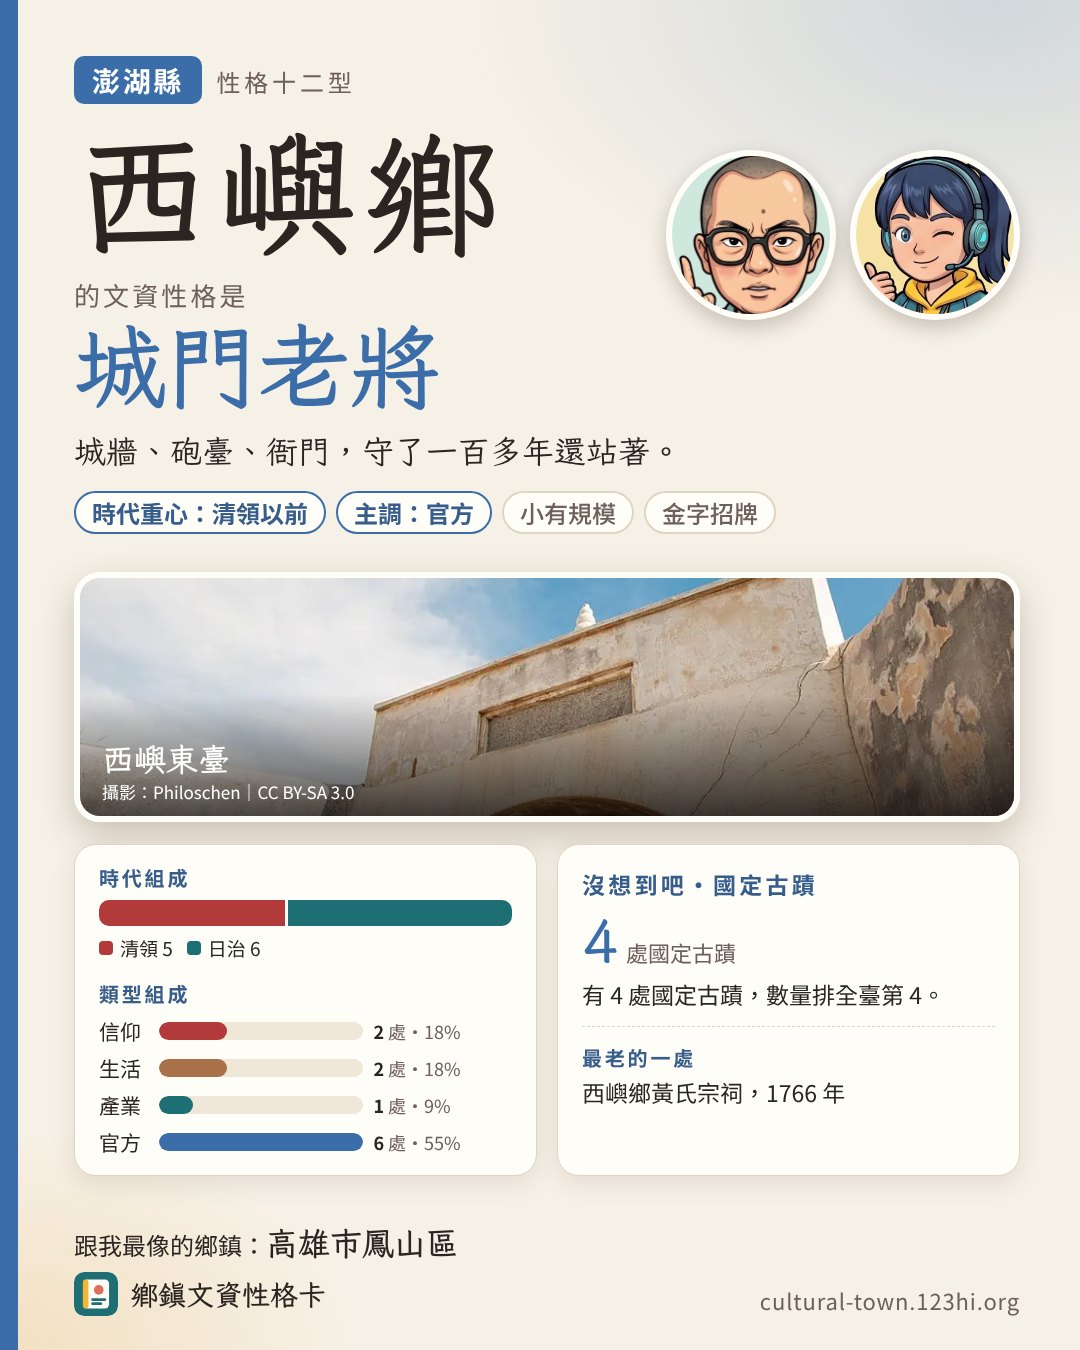 澎湖縣 性格十二型
西嶼鄉
的文資性格是
城門老將
城牆、砲臺、衙門，守了一百多年還站著。
時代重心：清領以前 主調：官方 小有規模 金字招牌
西嶼東臺
攝影：Philoschen｜CC BY-SA 3.0
時代組成
清領 5 日治 6
類型組成
信仰 2 處・18%
生活 2 處・18%
產業 1 處・9%
官方 6 處・55%
沒想到吧・國定古蹟
4 處國定古蹟
有 4 處國定古蹟，數量排全臺第 4。
最老的一處
西嶼鄉黃氏宗祠，1766 年
跟我最像的鄉鎮：高雄市鳳山區
鄉鎮文資性格卡
cultural-town.123hi.org